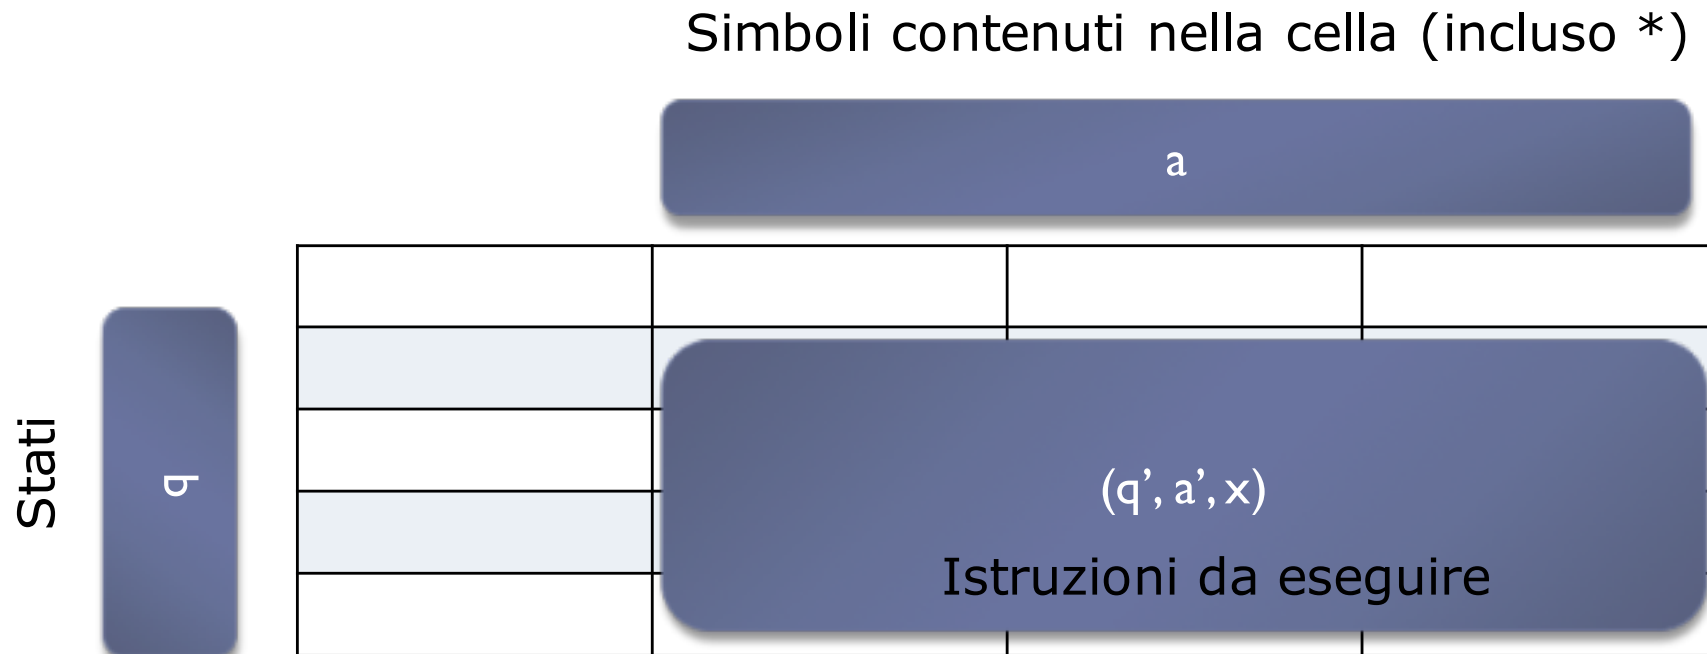 Simboli contenuti nella cella (incluso *)
a
Stati
q
(q’, a’, x)
Istruzioni da eseguire